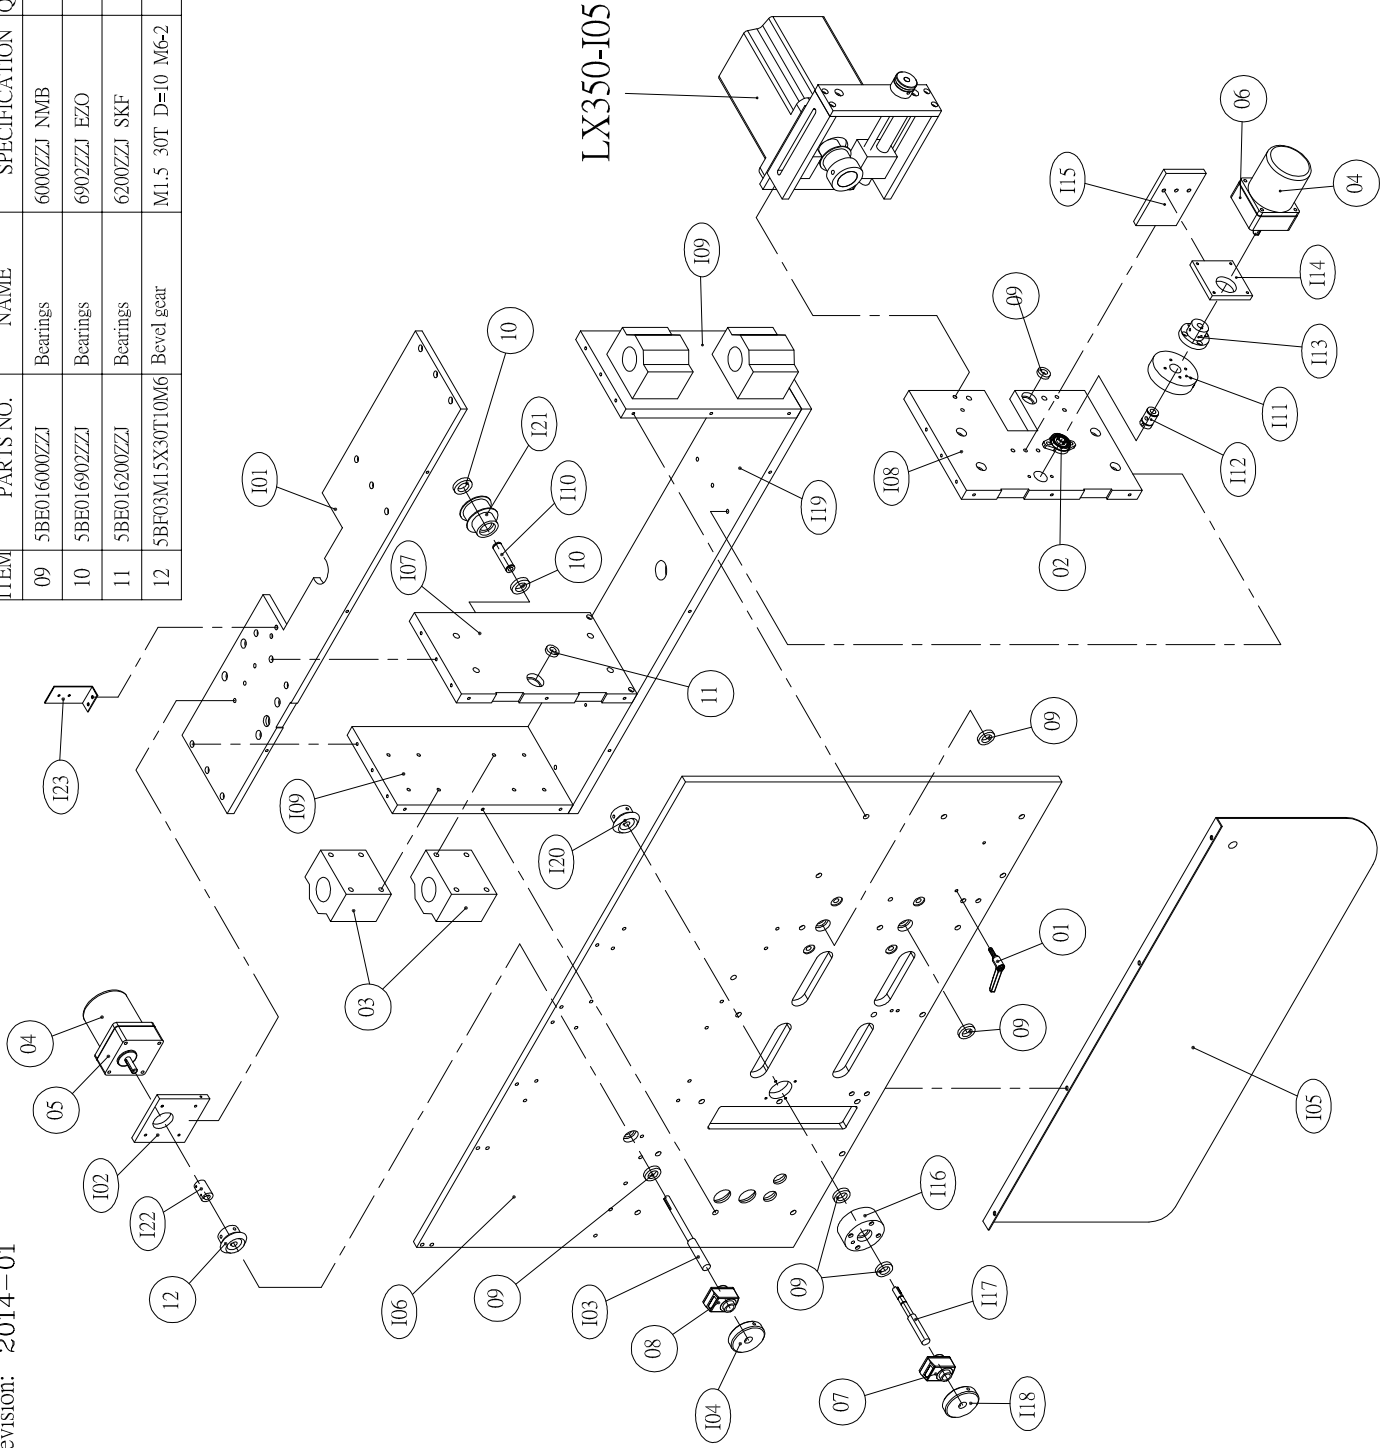 ITEM PARTS NO. NAME SPECIFICATION Q
09 5BE016000ZZJ Bearings 6000ZZJ NMB
10 5BE016902ZZJ Bearings 6902ZZJ EZO
11 5BE016200ZZJ Bearings 6200ZZJ SKF
12 5BF03M15X30T10M6 Bevel gear M1.5 30T D=10 M6-2
evision: 2014-01
LX350-I05
I23
I01
04
05
I02
I22
12
03
I09
I07
11
10
I10
I21
10
I09
I19
I06
I20
09
09
01
09
I03
08
I04
09
I16
I17
07
I18
I05
I08
02
09
I12
I11
I13
I14
I15
06
04